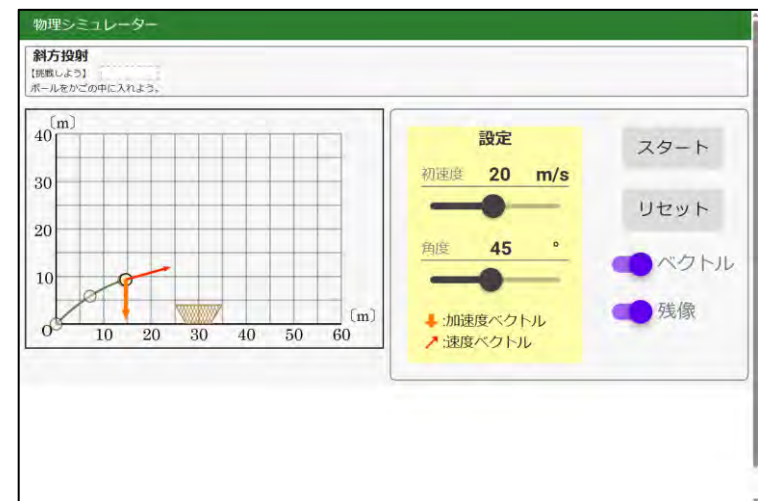 物理シミュレーター
斜方投射
【挑戦しよう】
ボールをかごの中に入れよう。
〔m〕
40
30
20
10
O
10 20 30 40 50 60
〔m〕
設定
初速度 20 m/s
角度 45 °
:加速度ベクトル
:速度ベクトル
スタート
リセット
ベクトル
残像